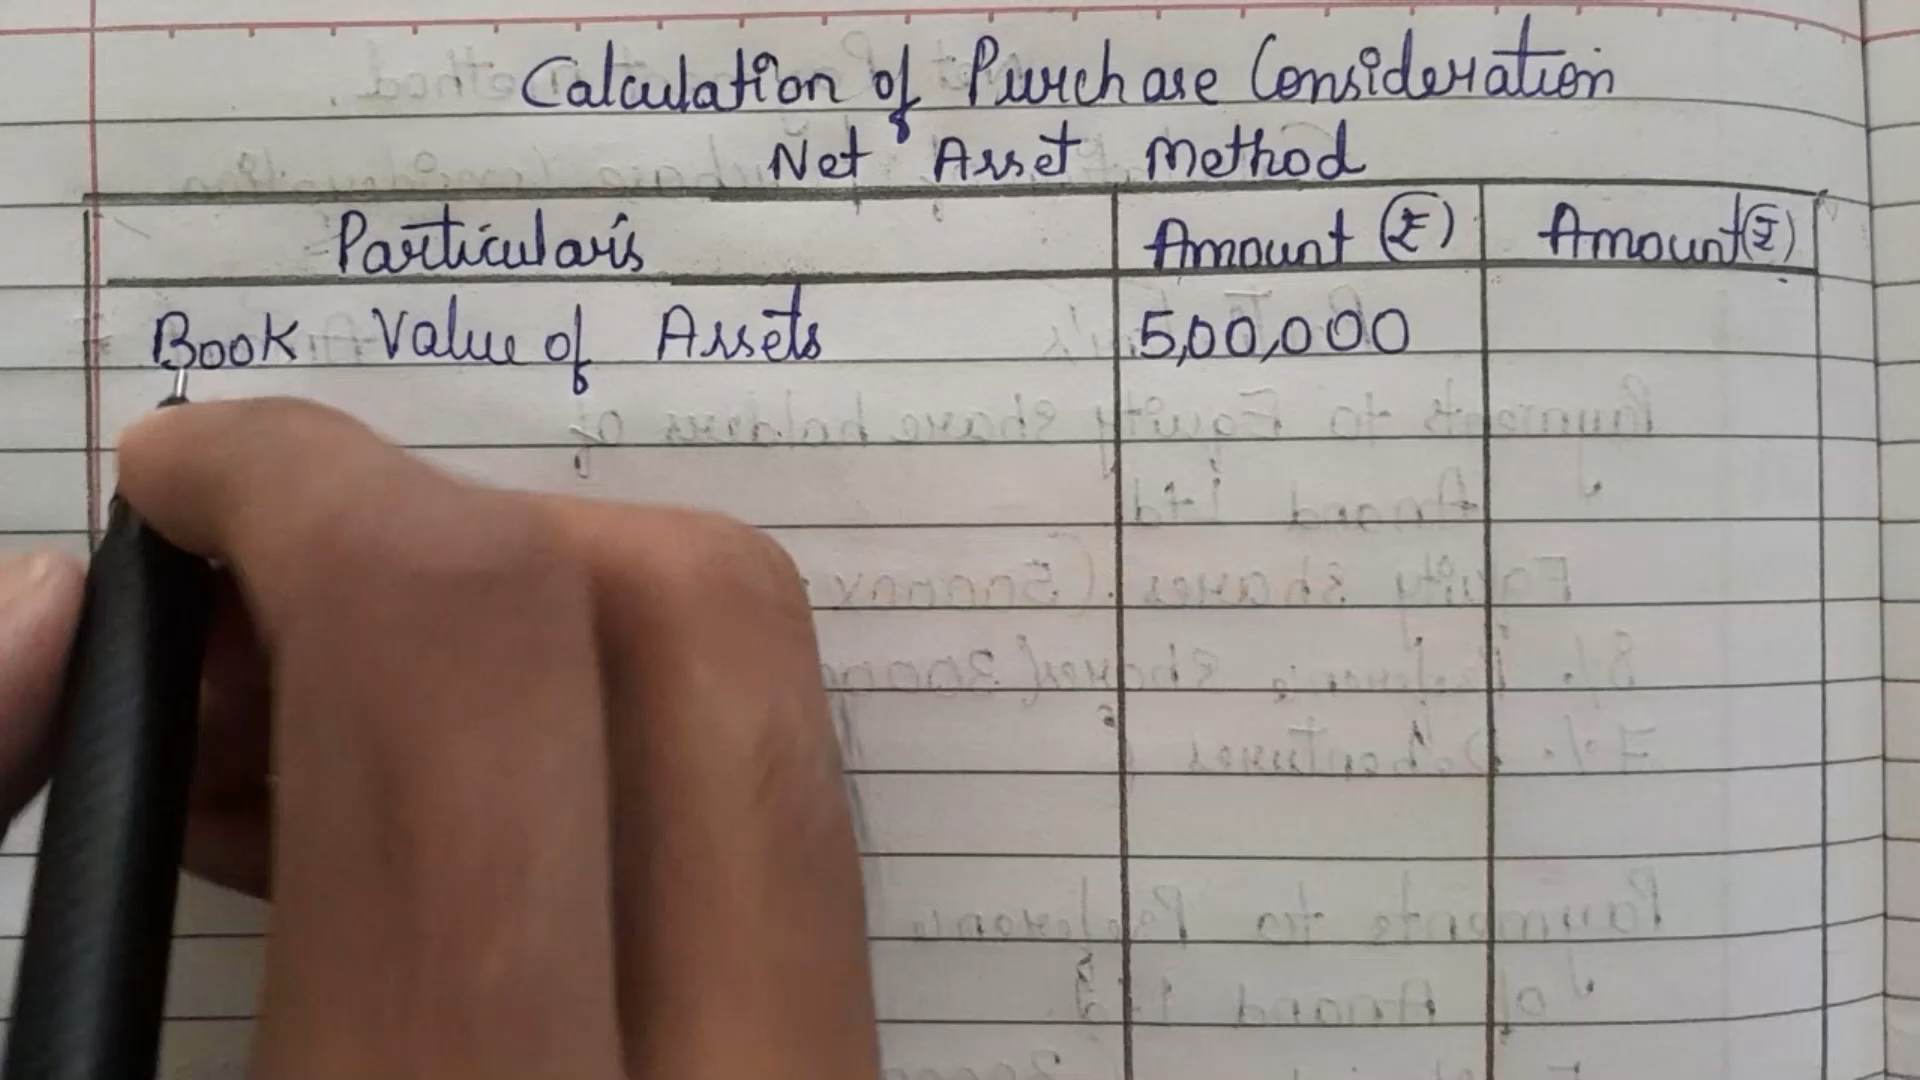 Calculation of Purchase Consideration
Net Asset Method
Particulars Amount (₹) Amount (₹)
Book Value of Assets 5,00,000